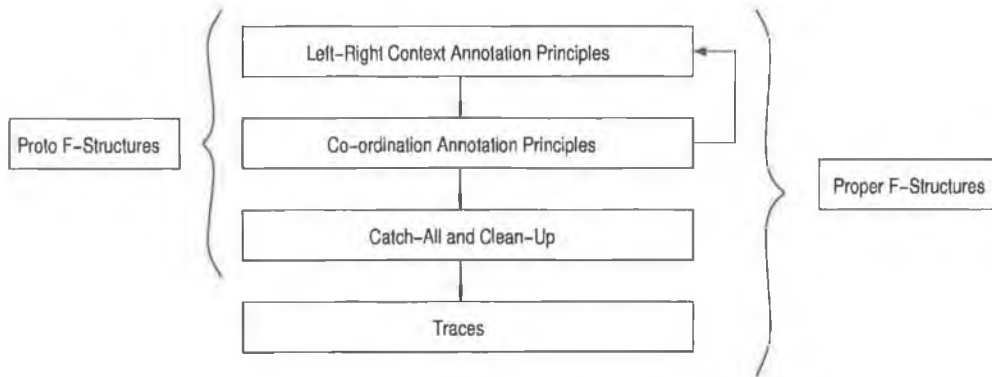 Left-Right Context Annotation Principles
Proto F-Structures
Co-ordination Annotation Principles
Proper F-Structures
Catch-All and Clean-Up
Traces